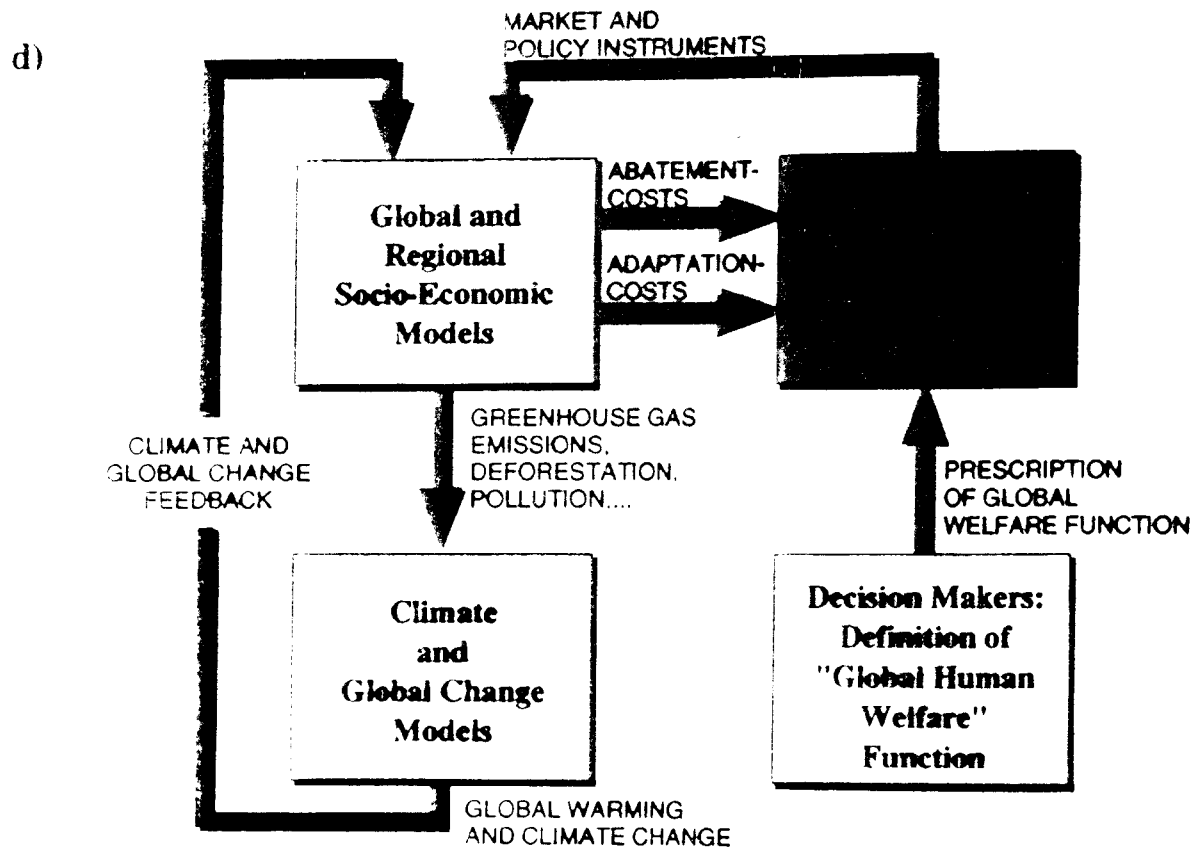 d)
MARKET AND
POLICY INSTRUMENTS
Global and
Regional
Socio-Economic
Models
ABATEMENT-
COSTS
ADAPTATION-
COSTS
CLIMATE AND
GLOBAL CHANGE
FEEDBACK
GREENHOUSE GAS
EMISSIONS,
DEFORESTATION,
POLLUTION....
PRESCRIPTION
OF GLOBAL
WELFARE FUNCTION
Climate
and
Global Change
Models
Decision Makers:
Definition of
"Global Human
Welfare"
Function
GLOBAL WARMING
AND CLIMATE CHANGE